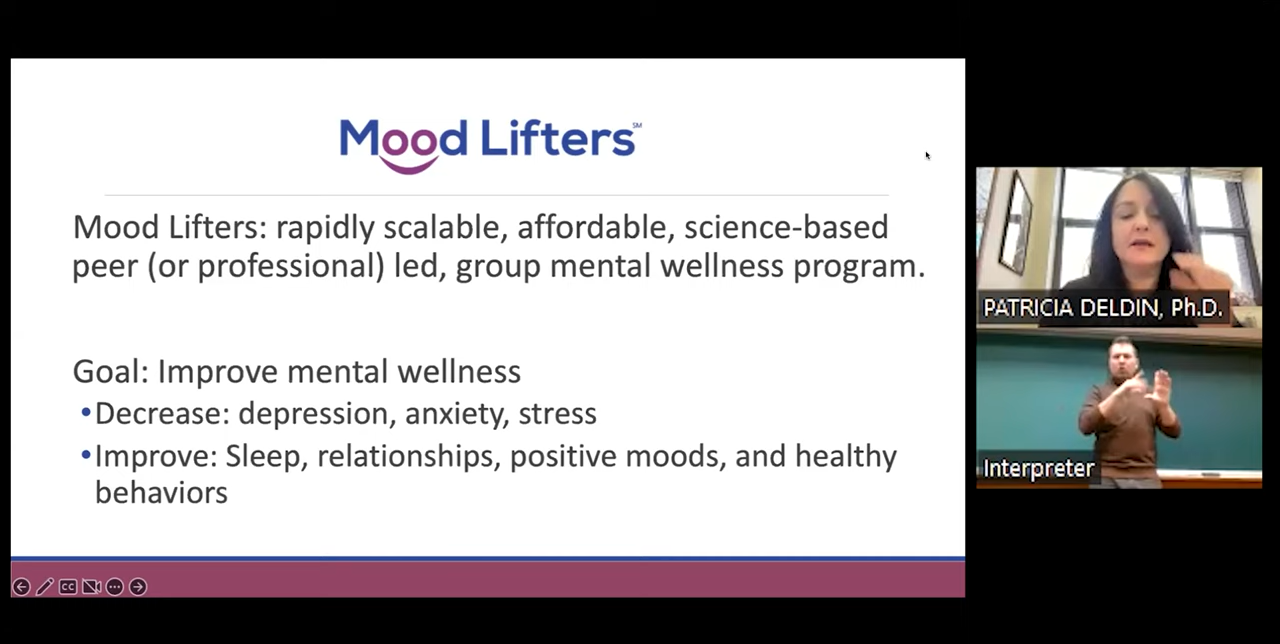 Mood Lifters℠
Mood Lifters: rapidly scalable, affordable, science-based
peer (or professional) led, group mental wellness program.
Goal: Improve mental wellness
•Decrease: depression, anxiety, stress
•Improve: Sleep, relationships, positive moods, and healthy
behaviors
CC
PATRICIA DELDIN, Ph.D.
Interpreter